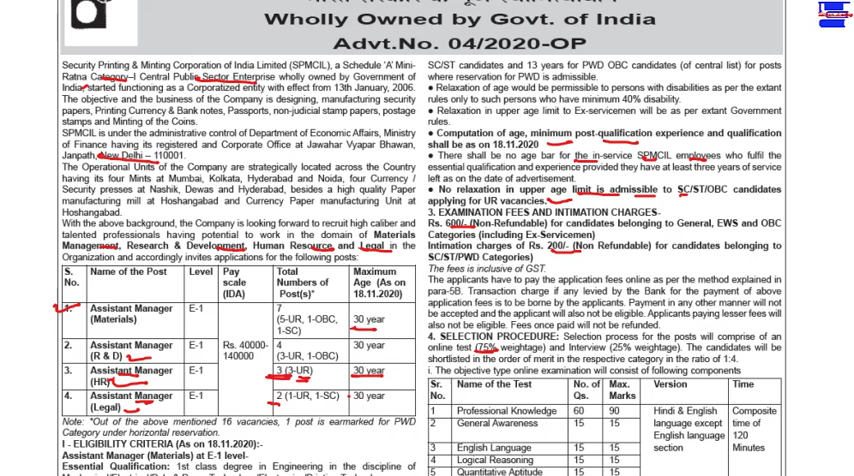 Wholly Owned by Govt. of India
Advt.No. 04/2020-OP
Security Printing & Minting Corporation of India Limited (SPMCIL), a Schedule 'A' Mini-
Ratna Category-I Central Public Sector Enterprise wholly owned by Government of
India, started functioning as a Corporatized entity with effect from 13th January, 2006.
The objective and the business of the Company is designing, manufacturing security
papers, Printing Currency & Bank notes, Passports, non-judicial stamp papers, postage
stamps and Minting of the Coins.
SPMCIL is under the administrative control of Department of Economic Affairs, Ministry
of Finance having its registered and Corporate Office at Jawahar Vyapar Bhawan,
Janpath, New Delhi – 110001.
The Operational Units of the Company are strategically located across the Country
having its four Mints at Mumbai, Kolkata, Hyderabad and Noida, four Currency /
Security presses at Nashik, Dewas and Hyderabad, besides a high quality Paper
manufacturing mill at Hoshangabad and Currency Paper manufacturing Unit at
Hoshangabad.
With the above background, the Company is looking forward to recruit high caliber and
talented professionals having potential to work in the domain of Materials
Management, Research & Development, Human Resource and Legal in the
Organization and accordingly invites applications for the following posts:
S. No. Name of the Post Level Pay scale (IDA) Total Numbers of Post(s)* Maximum Age (As on 18.11.2020)
1. Assistant Manager (Materials) E-1 Rs. 40000-140000 7 (5-UR, 1-OBC, 1-SC) 30 year
2. Assistant Manager (R & D) E-1 4 (3-UR, 1-OBC) 30 year
3. Assistant Manager (HR) E-1 3 (3-UR) 30 year
4. Assistant Manager (Legal) E-1 2 (1-UR, 1-SC) 30 year
Note: *Out of the above mentioned 16 vacancies, 1 post is earmarked for PWD
Category under horizontal reservation.
I - ELIGIBILITY CRITERIA (As on 18.11.2020):-
Assistant Manager (Materials) at E-1 level-
Essential Qualification: 1st class degree in Engineering in the discipline of
SC/ST candidates and 13 years for PWD OBC candidates (of central list) for posts
where reservation for PWD is admissible.
● Relaxation of age would be permissible to persons with disabilities as per the extant
rules only to such persons who have minimum 40% disability.
● Relaxation in upper age limit to Ex-servicemen will be as per extant Government
rules.
● Computation of age, minimum post-qualification experience and qualification
shall be as on 18.11.2020
● There shall be no age bar for the in-service SPMCIL employees who fulfil the
essential qualification and experience provided they have at least three years of service
left as on the date of advertisement.
● No relaxation in upper age limit is admissible to SC/ST/OBC candidates
applying for UR vacancies.
3. EXAMINATION FEES AND INTIMATION CHARGES-
Rs. 600/- (Non-Refundable) for candidates belonging to General, EWS and OBC
Categories (including Ex-Servicemen)
Intimation charges of Rs. 200/- (Non Refundable) for candidates belonging to
SC/ST/PWD Categories)
The fees is inclusive of GST.
The applicants have to pay the application fees online as per the method explained in
para-5B. Transaction charge if any levied by the Bank for the payment of above
application fees is to be borne by the applicants. Payment in any other manner will not
be accepted and the applicant will also not be eligible. Applicants paying lesser fees will
also not be eligible. Fees once paid will not be refunded.
4. SELECTION PROCEDURE: Selection process for the posts will comprise of an
online test (75% weightage) and Interview (25% weightage). The candidates will be
shortlisted in the order of merit in the respective category in the ratio of 1:4.
i. The objective type online examination will consist of following components
Sr. No. Name of the Test No. of Qs. Max. Marks Version Time
1 Professional Knowledge 60 90 Hindi & English language except English language section Composite time of 120 Minutes
2 General Awareness 15 15
3 English Language 15 15
4 Logical Reasoning 15 15
5 Quantitative Aptitude 15 15